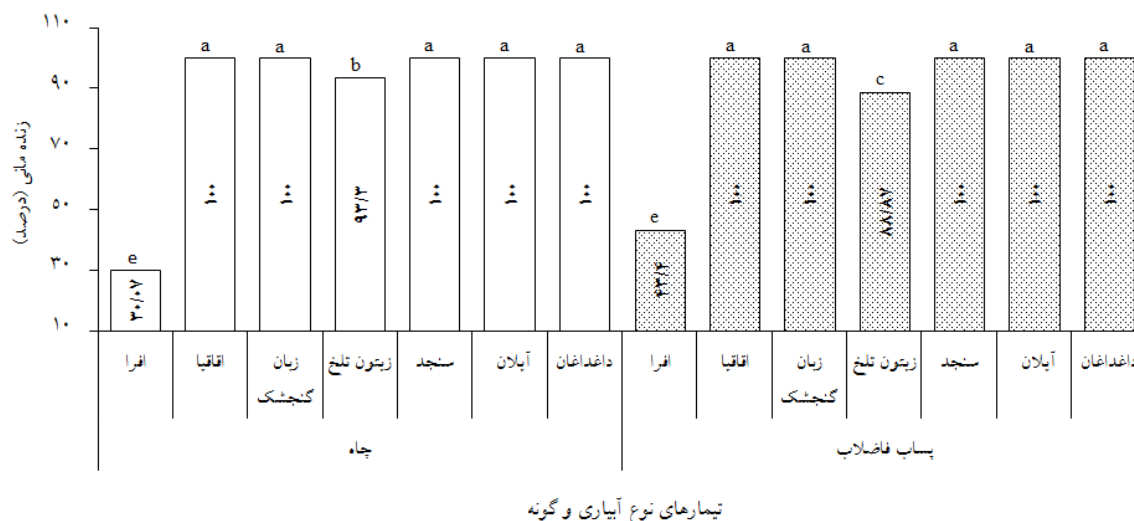 زنده مانی (درصد)
۱۱۰
۹۰
۷۰
۵۰
۳۰
۱۰
e a a b a a a e a a c a a a
۳۰/۰۷ ۱۰۰ ۱۰۰ ۹۳/۳ ۱۰۰ ۱۰۰ ۱۰۰ ۴۳/۴ ۱۰۰ ۱۰۰ ۸۸/۸۷ ۱۰۰ ۱۰۰ ۱۰۰
افرا
اقاقیا
زبان
گنجشک
زیتون تلخ
سنجد
آیلان
داغداغان
افرا
اقاقیا
زبان
گنجشک
زیتون تلخ
سنجد
آیلان
داغداغان
چاه
پساب فاضلاب
تیمارهای نوع آبیاری و گونه